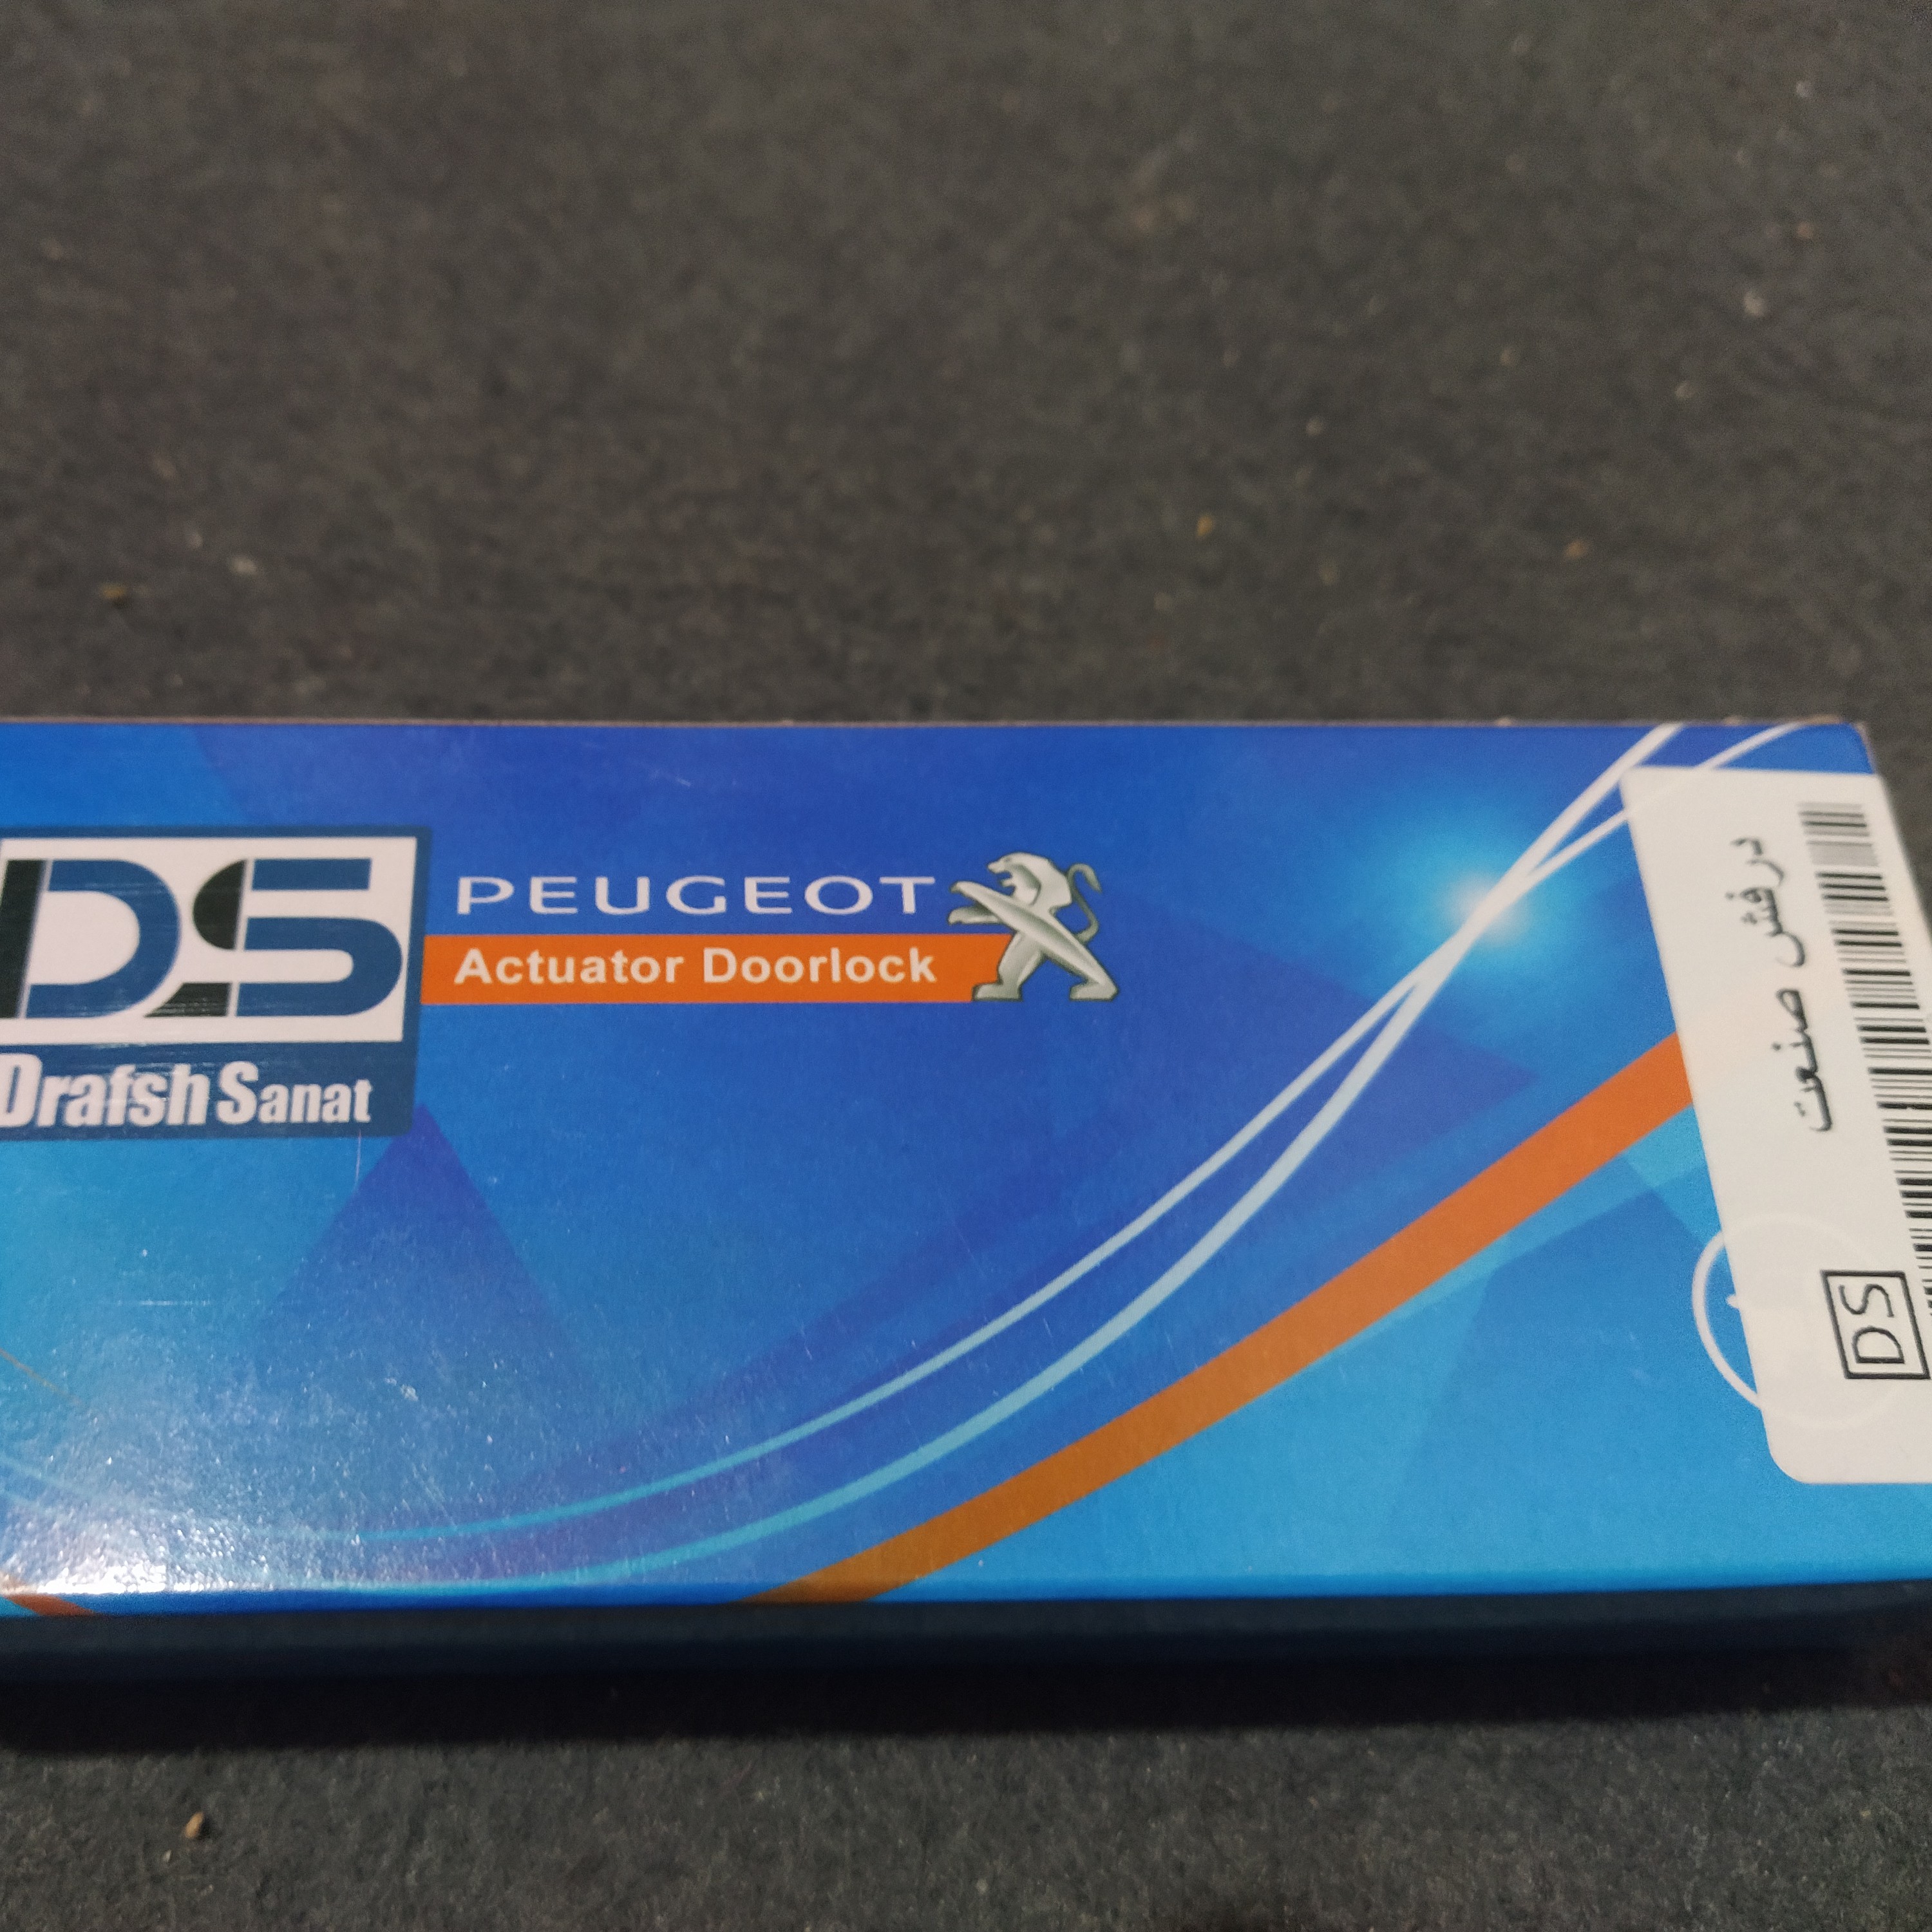 DS
Drafsh Sanat
PEUGEOT
Actuator Doorlock
درفش صنعت
DS